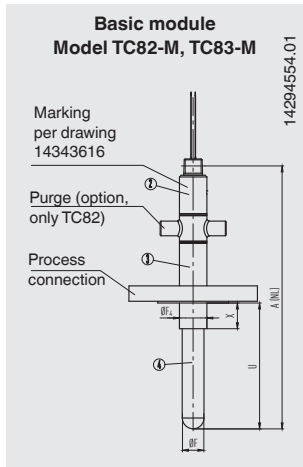 Basic module
Model TC82-M, TC83-M
14294554.01
Marking
per drawing
14343616
②
Purge (option,
only TC82)
③
Process
connection
A (NL)
ØF₄
X
U
④
ØF